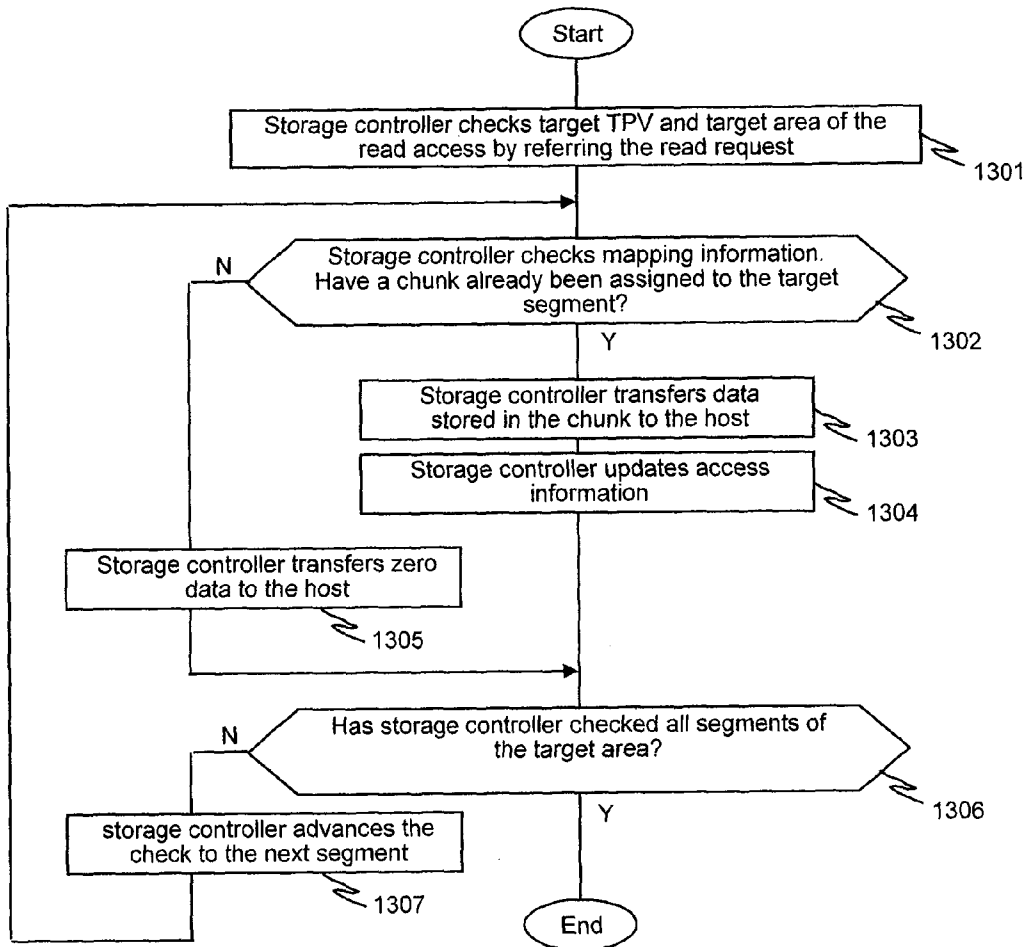 Start
Storage controller checks target TPV and target area of the
read access by referring the read request
1301
Storage controller checks mapping information.
Have a chunk already been assigned to the target
segment?
N
1302
Y
Storage controller transfers data
stored in the chunk to the host
1303
Storage controller updates access
information
1304
Storage controller transfers zero
data to the host
1305
Has storage controller checked all segments of
the target area?
N
1306
Y
storage controller advances the
check to the next segment
1307
End